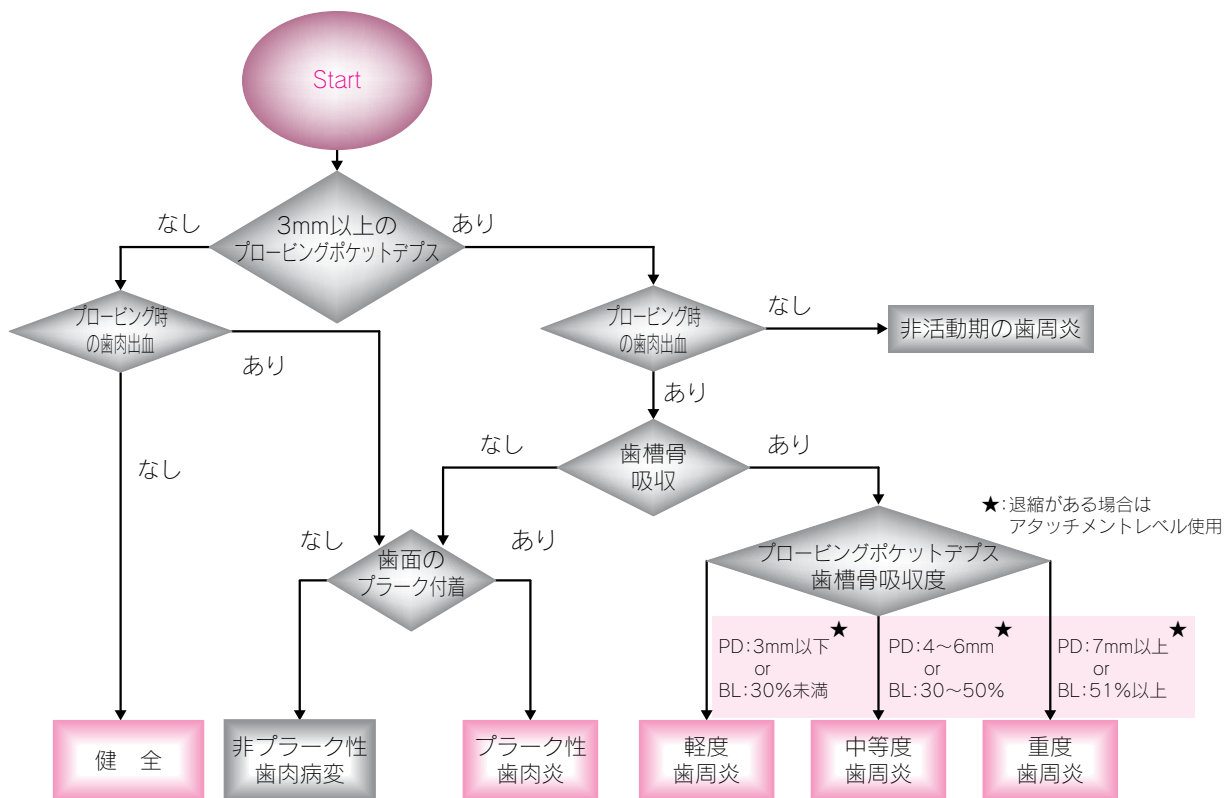 Start
3mm以上の
プロービングポケットデプス
なし
あり
プロービング時
の歯肉出血
プロービング時
の歯肉出血
なし
非活動期の歯周炎
あり
あり
なし
歯槽骨
吸収
なし
あり
★:退縮がある場合は
アタッチメントレベル使用
なし
歯面の
プラーク付着
あり
プロービングポケットデプス
歯槽骨吸収度
PD:3mm以下★
or
BL:30%未満
PD:4〜6mm★
or
BL:30〜50%
PD:7mm以上★
or
BL:51%以上
健 全
非プラーク性
歯肉病変
プラーク性
歯肉炎
軽度
歯周炎
中等度
歯周炎
重度
歯周炎